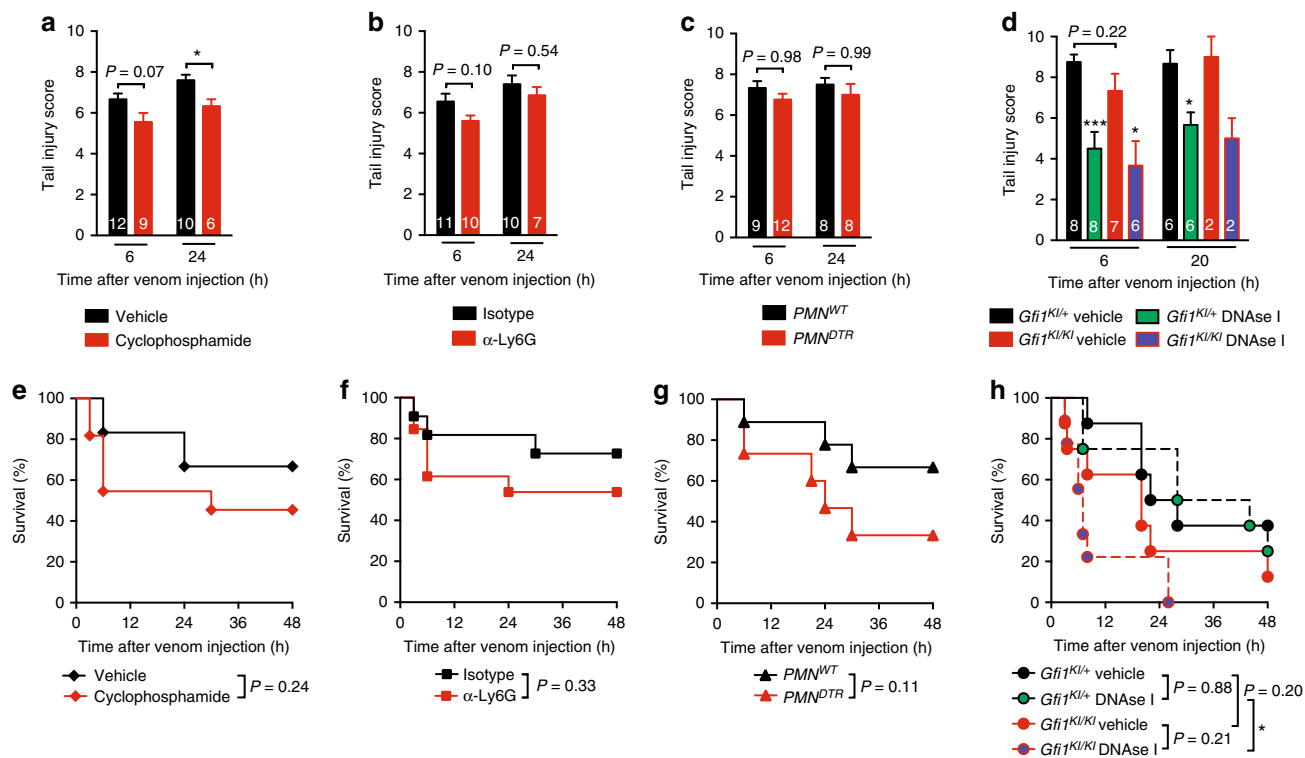 a
Tail injury score
10
8
6
4
2
0
P = 0.07
*
12
9
10
6
6
24
Time after venom injection (h)
Vehicle
Cyclophosphamide
b
Tail injury score
10
8
6
4
2
0
P = 0.10
P = 0.54
11
10
10
7
6
24
Time after venom injection (h)
Isotype
α-Ly6G
c
Tail injury score
10
8
6
4
2
0
P = 0.98
P = 0.99
9
12
8
8
6
24
Time after venom injection (h)
PMN^WT
PMN^DTR
d
Tail injury score
10
8
6
4
2
0
P = 0.22
***
*
*
8
8
7
6
6
6
2
2
6
20
Time after venom injection (h)
Gfi1^KI/+ vehicle
Gfi1^KI/+ DNAse I
Gfi1^KI/KI vehicle
Gfi1^KI/KI DNAse I
e
Survival (%)
100
80
60
40
20
0
0 12 24 36 48
Time after venom injection (h)
Vehicle
Cyclophosphamide
P = 0.24
f
Survival (%)
100
80
60
40
20
0
0 12 24 36 48
Time after venom injection (h)
Isotype
α-Ly6G
P = 0.33
g
Survival (%)
100
80
60
40
20
0
0 12 24 36 48
Time after venom injection (h)
PMN^WT
PMN^DTR
P = 0.11
h
Survival (%)
100
80
60
40
20
0
0 12 24 36 48
Time after venom injection (h)
Gfi1^KI/+ vehicle
Gfi1^KI/+ DNAse I
Gfi1^KI/KI vehicle
Gfi1^KI/KI DNAse I
P = 0.88
P = 0.20
P = 0.21
*